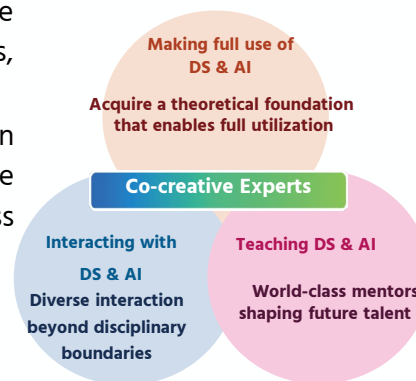 e
s,
n
e
ss
Making full use of
DS & AI
Acquire a theoretical foundation
that enables full utilization
Co-creative Experts
Interacting with
DS & AI
Diverse interaction
beyond disciplinary
boundaries
Teaching DS & AI
World-class mentors
shaping future talent